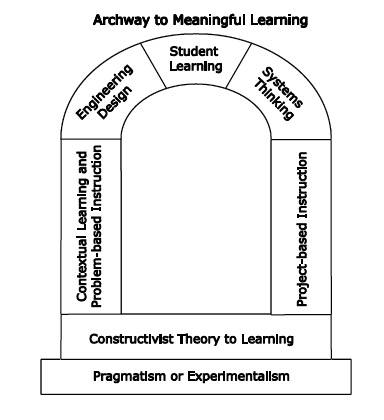 Archway to Meaningful Learning
Student
Learning
Engineering
Design
Systems
Thinking
Contextual Learning and
Problem-based Instruction
Project-based Instruction
Constructivist Theory to Learning
Pragmatism or Experimentalism